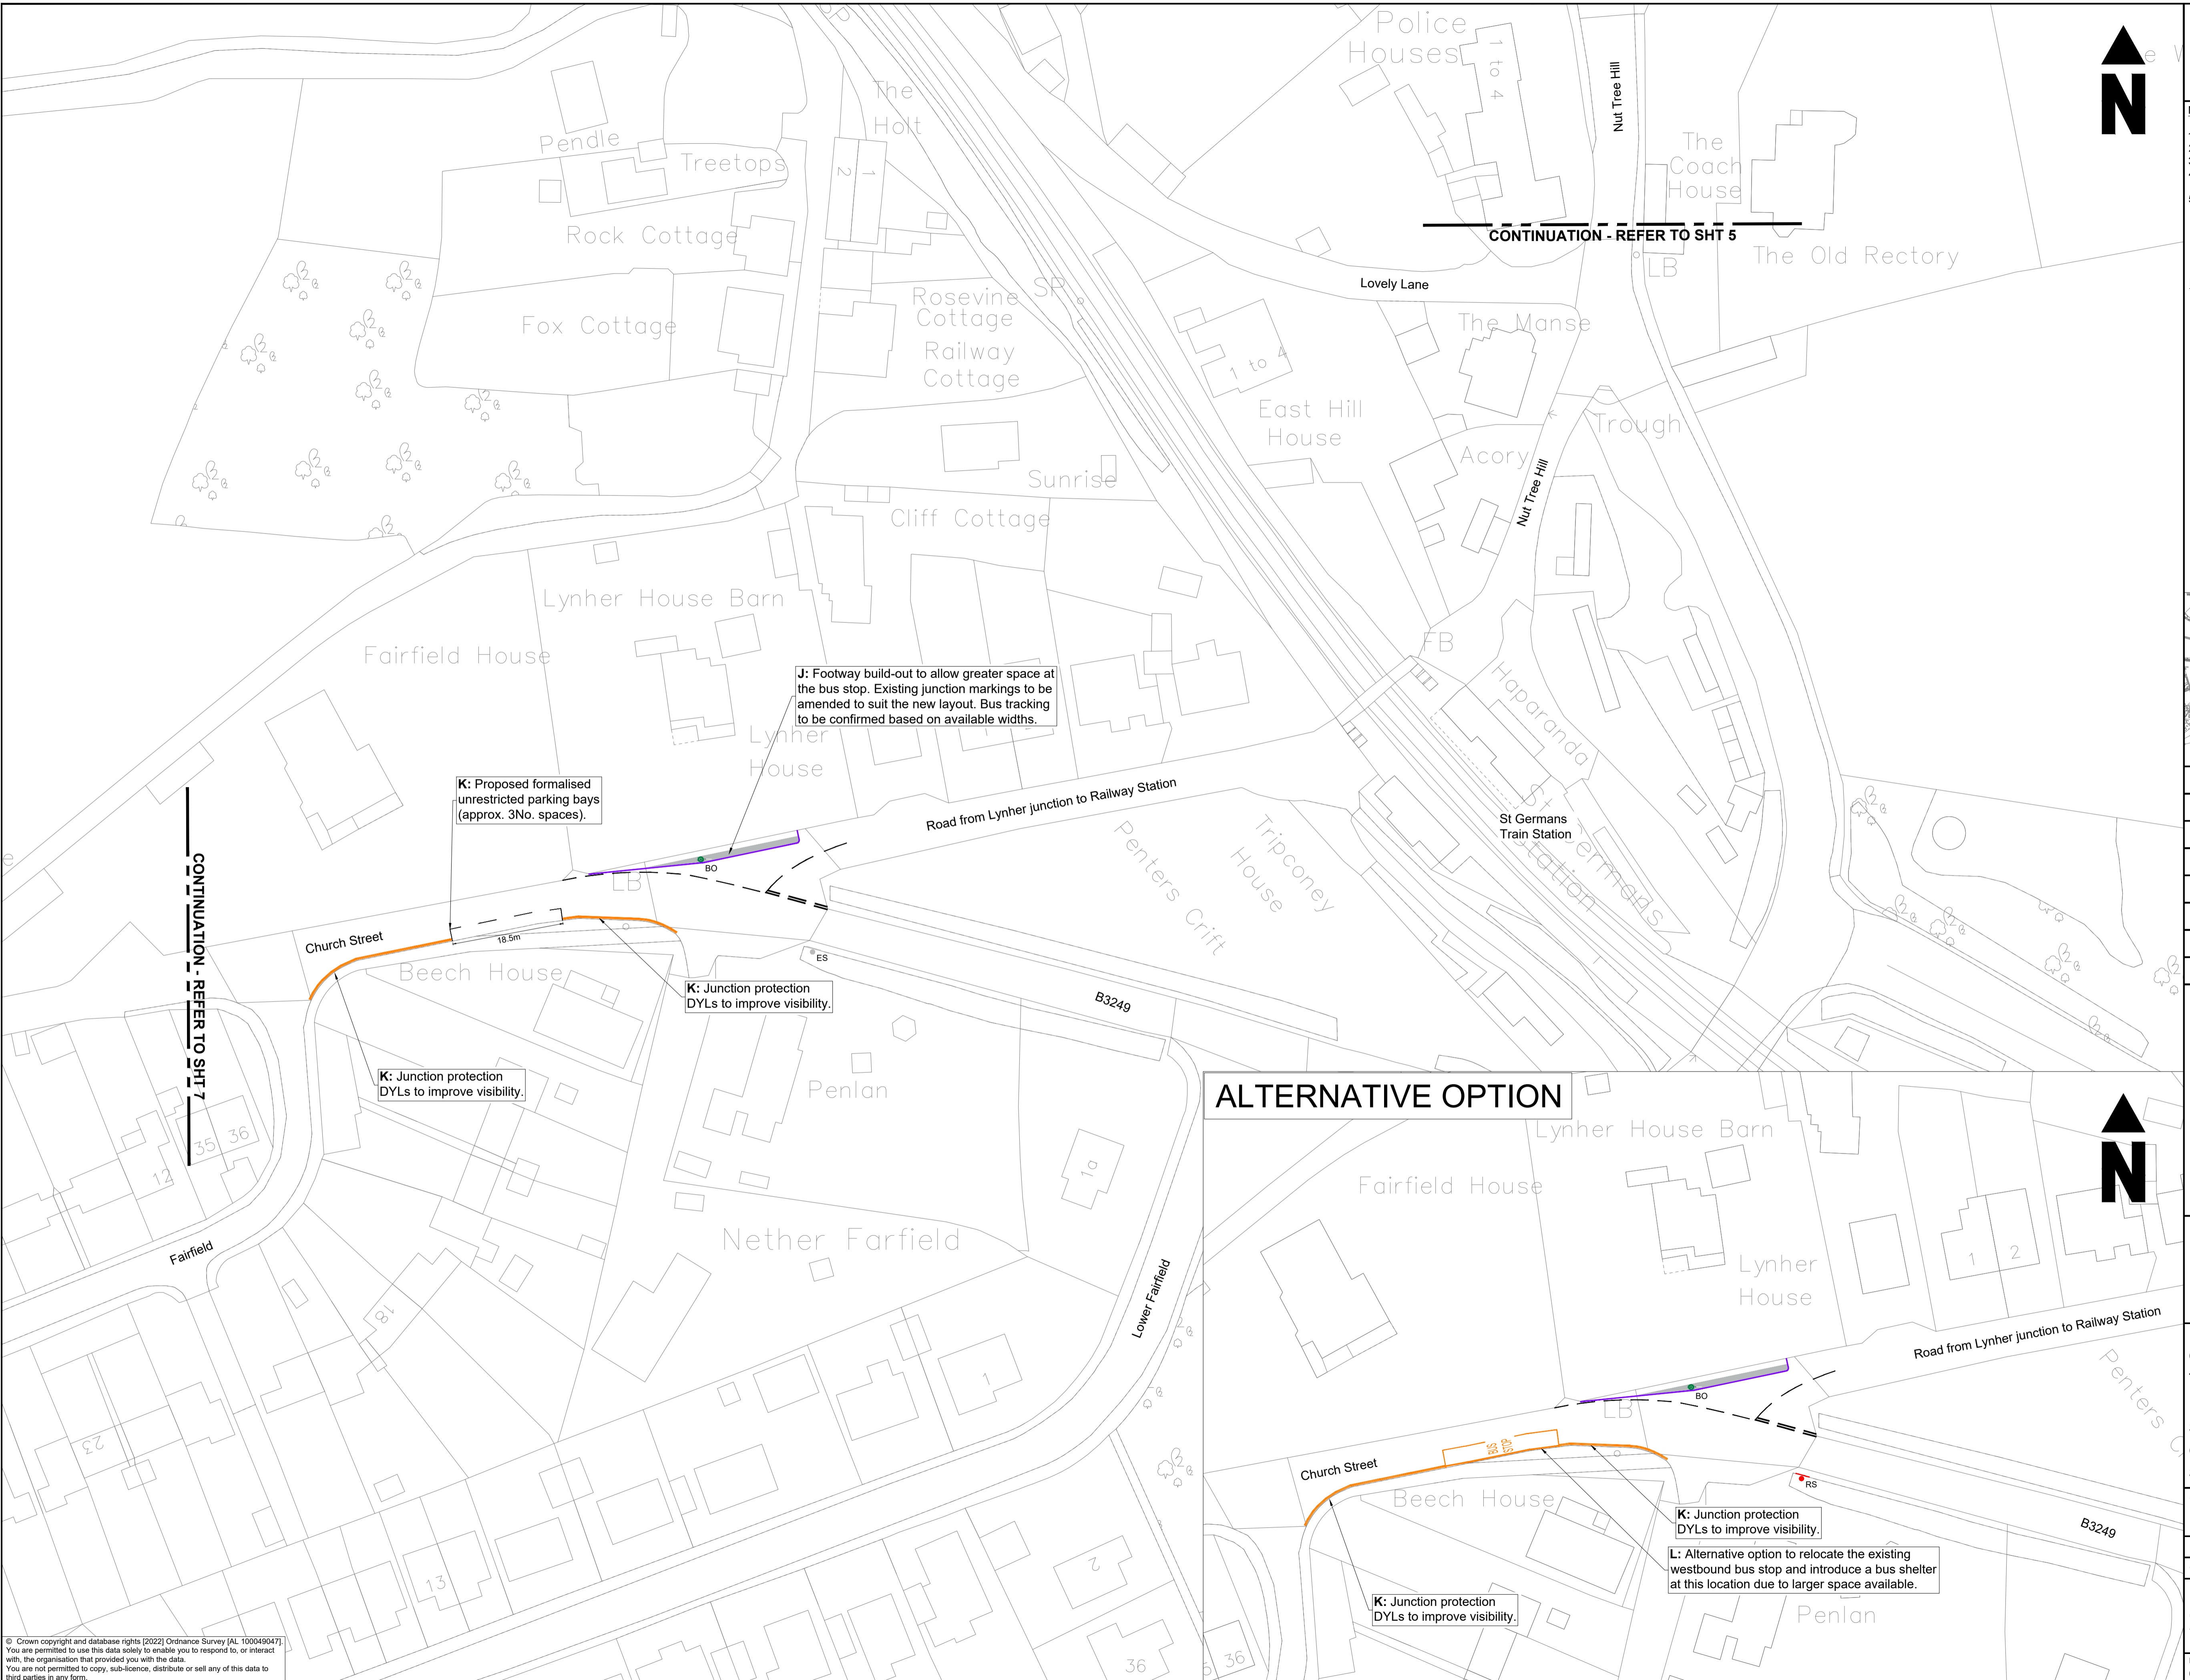 Police
Houses
1 to 4
Nut Tree Hill
N
The
Holt
SP
Pendle
Treetops
2
1
The
Coach
House
Rock Cottage
CONTINUATION - REFER TO SHT 5
LB
The Old Rectory
Lovely Lane
Rosevine
Cottage
SP
Fox Cottage
The Manse
Railway
Cottage
1 to 4
East Hill
House
Trough
Acory
Nut Tree Hill
Sunrise
Cliff Cottage
Lynher House Barn
Fairfield House
FB
Haparanda
J: Footway build-out to allow greater space at
the bus stop. Existing junction markings to be
amended to suit the new layout. Bus tracking
to be confirmed based on available widths.
Lynher
House
K: Proposed formalised
unrestricted parking bays
(approx. 3No. spaces).
Road from Lynher junction to Railway Station
St Germans
Train Station
St Germans
Station
Penters Crift
Tripconey
House
BO
LB
CONTINUATION - REFER TO SHT 7
Church Street
18.5m
ES
Beech House
K: Junction protection
DYLs to improve visibility.
B3249
K: Junction protection
DYLs to improve visibility.
Penlan
35
36
12
1a
Nether Farfield
Fairfield
Lower Fairfield
18
1
23
13
2
36
ALTERNATIVE OPTION
N
Lynher House Barn
Fairfield House
Lynher
House
1
2
Road from Lynher junction to Railway Station
Penters
BO
LB
BUS
STOP
Church Street
RS
Beech House
K: Junction protection
DYLs to improve visibility.
B3249
L: Alternative option to relocate the existing
westbound bus stop and introduce a bus shelter
at this location due to larger space available.
K: Junction protection
DYLs to improve visibility.
Penlan
36
© Crown copyright and database rights [2022] Ordnance Survey [AL 100049047].
You are permitted to use this data solely to enable you to respond to, or interact
with, the organisation that provided you with the data.
You are not permitted to copy, sub-licence, distribute or sell any of this data to
third parties in any form.